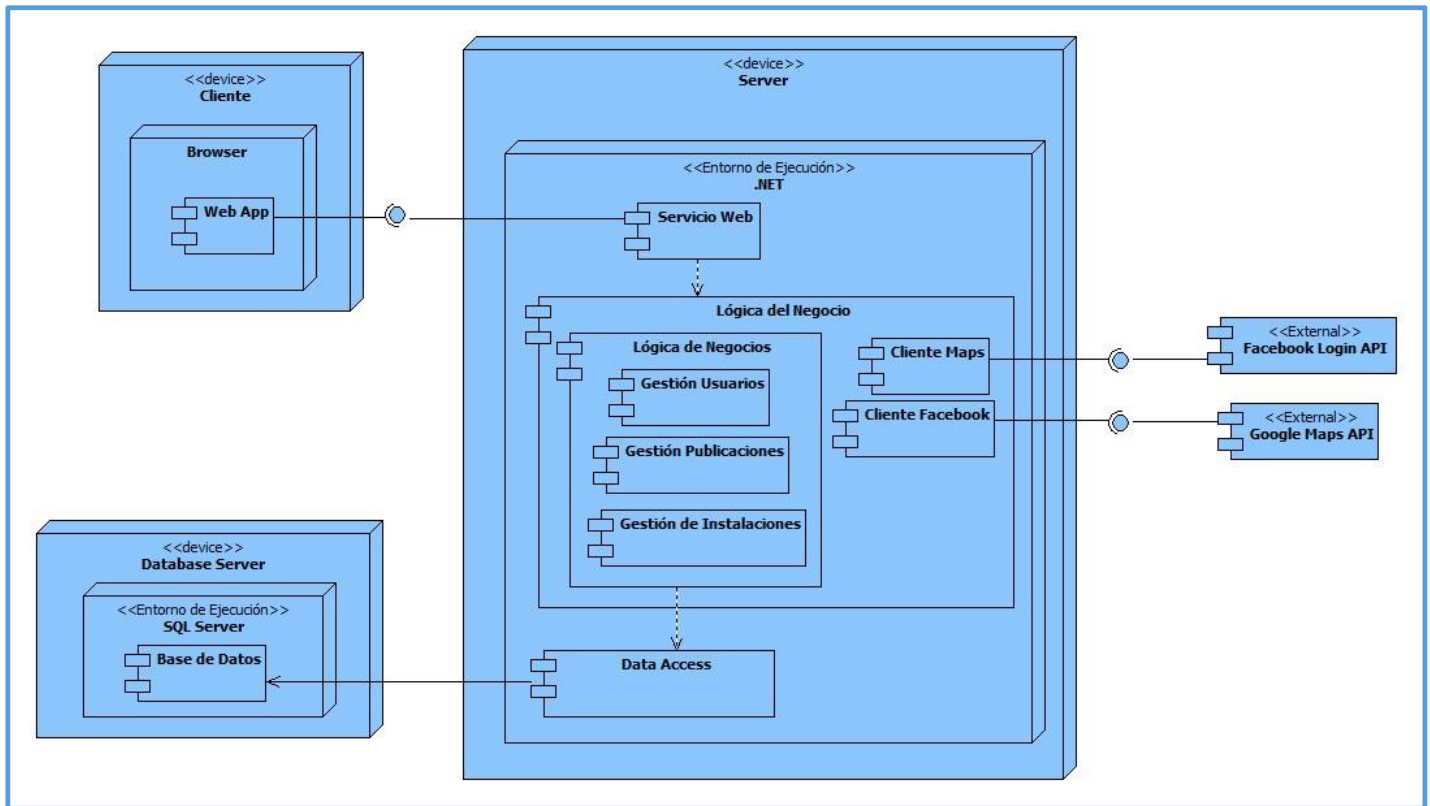 <<device>>
Cliente
Browser
Web App
<<device>>
Server
<<Entorno de Ejecución>>
.NET
Servicio Web
Lógica del Negocio
Lógica de Negocios
Gestión Usuarios
Gestión Publicaciones
Gestión de Instalaciones
Cliente Maps
Cliente Facebook
<<External>>
Facebook Login API
<<External>>
Google Maps API
<<device>>
Database Server
<<Entorno de Ejecución>>
SQL Server
Base de Datos
Data Access